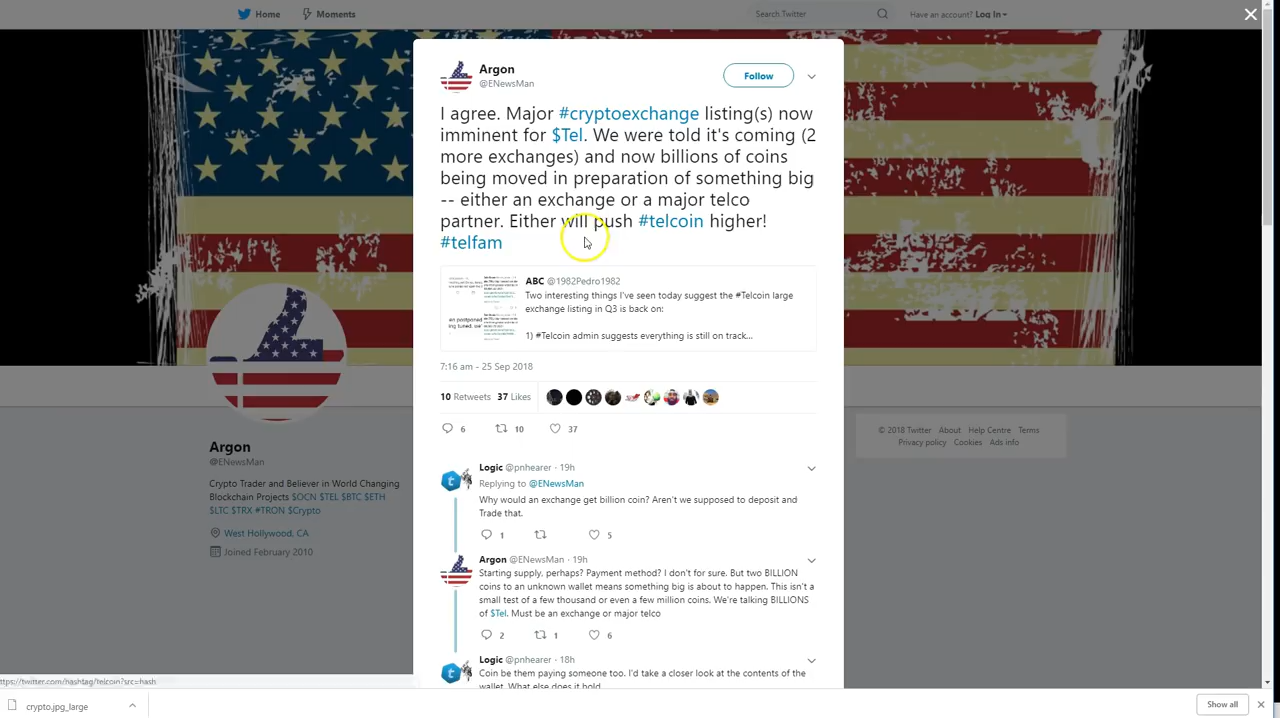 Home
Moments
Search Twitter
Have an account? Log In
Argon
@ENewsMan
Follow
I agree. Major #cryptoexchange listing(s) now
imminent for $Tel. We were told it's coming (2
more exchanges) and now billions of coins
being moved in preparation of something big
-- either an exchange or a major telco
partner. Either will push #telcoin higher!
#telfam
ABC @1982Pedro1982
Two interesting things I've seen today suggest the #Telcoin large
exchange listing in Q3 is back on:
1) #Telcoin admin suggests everything is still on track...
7:16 am - 25 Sep 2018
10 Retweets 37 Likes
6 10 37
Argon
@ENewsMan
Crypto Trader and Believer in World Changing
Blockchain Projects $OCN $TEL $BTC $ETH
$LTC $TRX #TRON $Crypto
West Hollywood, CA
Joined February 2010
© 2018 Twitter About Help Centre Terms
Privacy policy Cookies Ads info
Logic @pnhearer · 19h
Replying to @ENewsMan
Why would an exchange get billion coin? Aren't we supposed to deposit and
Trade that.
1 5
Argon @ENewsMan · 19h
Starting supply, perhaps? Payment method? I don't for sure. But two BILLION
coins to an unknown wallet means something big is about to happen. This isn't a
small test of a few thousand or even a few million coins. We're talking BILLIONS
of $Tel. Must be an exchange or major telco
2 1 6
Logic @pnhearer · 18h
Coin be them paying someone too. I'd take a closer look at the contents of the
wallet. What else does it hold
ttps://twitter.com/hashtag/telcoin?src=hash
crypto.jpg_large
Show all